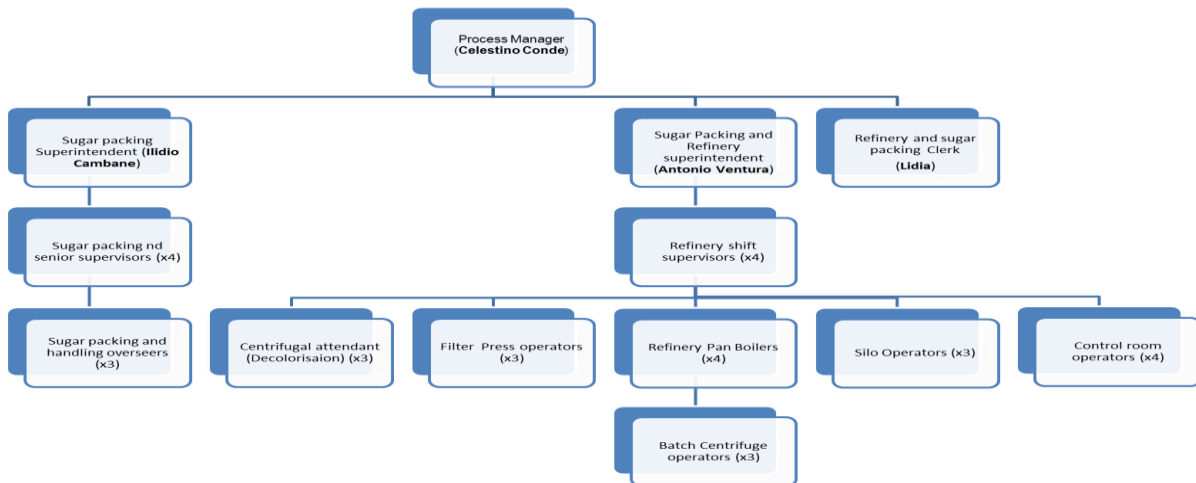 Process Manager
(Celestino Conde)
Sugar packing
Superintendent (Ilidio
Cambane)
Sugar Packing and
Refinery
superintendent
(Antonio Ventura)
Refinery and sugar
packing Clerk
(Lidia)
Sugar packing nd
senior supervisors (x4)
Refinery shift
supervisors (x4)
Sugar packing and
handling overseers
(x3)
Centrifugal attendant
(Decolorisaion) (x3)
Filter Press operators
(x3)
Refinery Pan Boilers
(x4)
Silo Operators (x3)
Control room
operators (x4)
Batch Centrifuge
operators (x3)